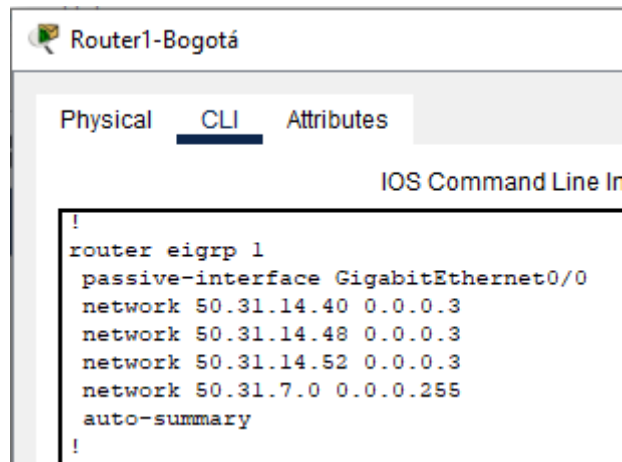 Router1-Bogotá
Physical CLI Attributes
IOS Command Line In
!
router eigrp 1
passive-interface GigabitEthernet0/0
network 50.31.14.40 0.0.0.3
network 50.31.14.48 0.0.0.3
network 50.31.14.52 0.0.0.3
network 50.31.7.0 0.0.0.255
auto-summary
!